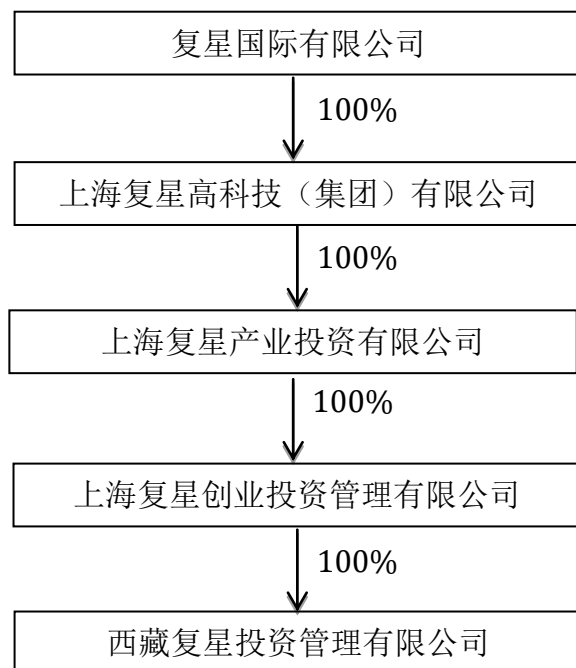 复星国际有限公司
100%
上海复星高科技（集团）有限公司
100%
上海复星产业投资有限公司
100%
上海复星创业投资管理有限公司
100%
西藏复星投资管理有限公司